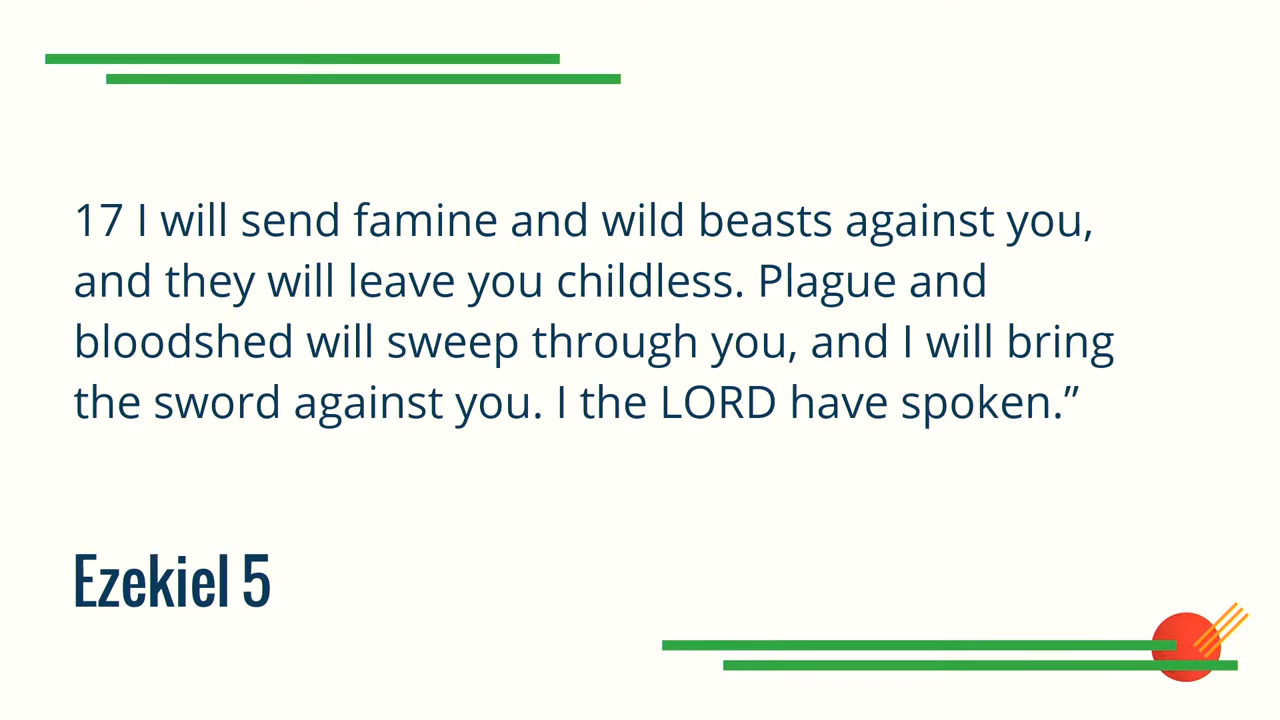 17 I will send famine and wild beasts against you,
and they will leave you childless. Plague and
bloodshed will sweep through you, and I will bring
the sword against you. I the LORD have spoken.”
Ezekiel 5